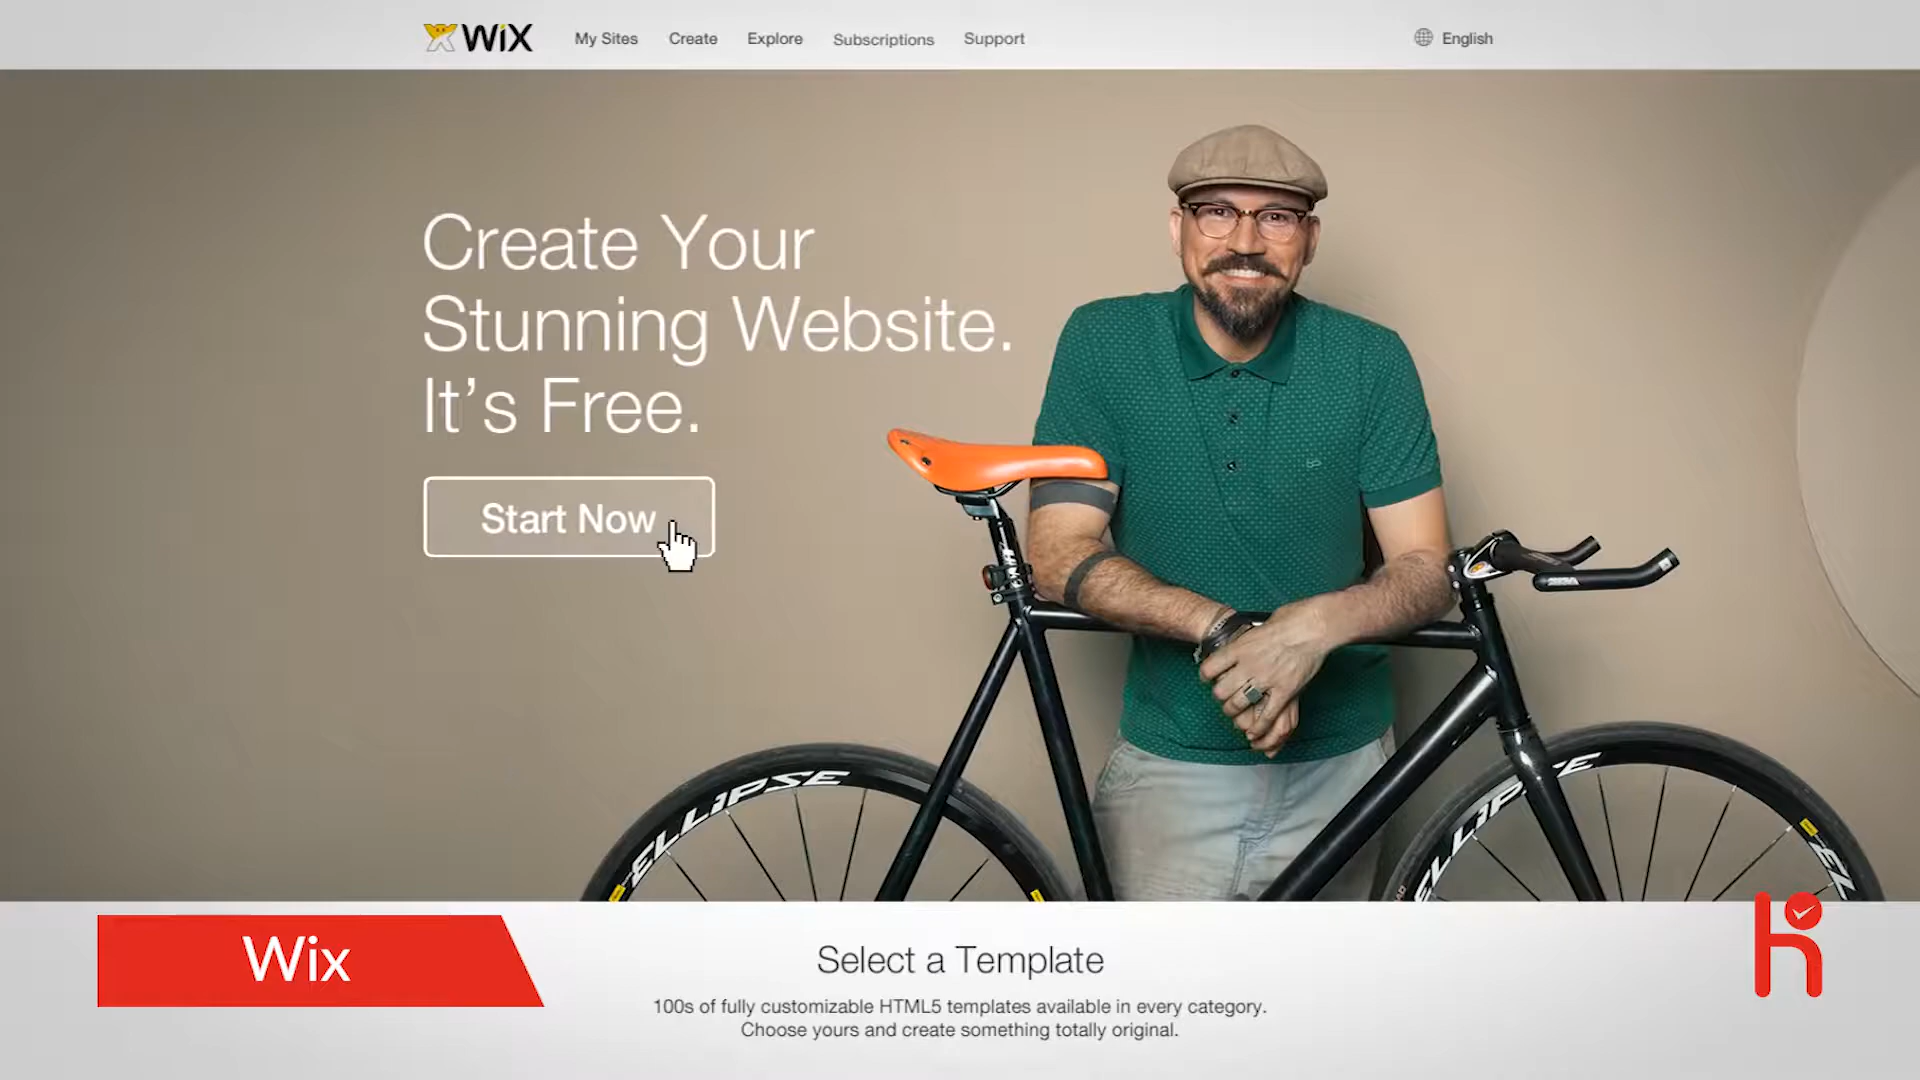 WiX My Sites Create Explore Subscriptions Support English
Create Your
Stunning Website.
It's Free.
Start Now
ELLIPSE
ELLIPSE
Wix
Select a Template
100s of fully customizable HTML5 templates available in every category.
Choose yours and create something totally original.